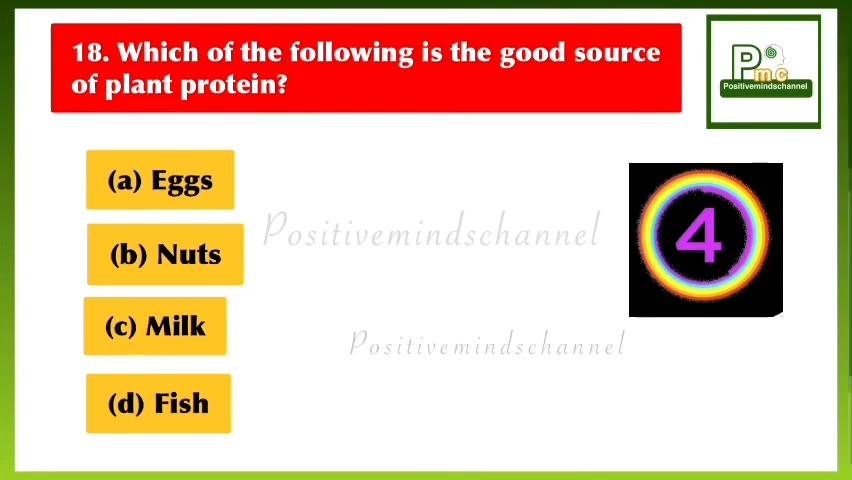 18. Which of the following is the good source
of plant protein?
Pmc
Positivemindschannel
(a) Eggs
(b) Nuts
(c) Milk
(d) Fish
4
Positivemindschannel
Positivemindschannel